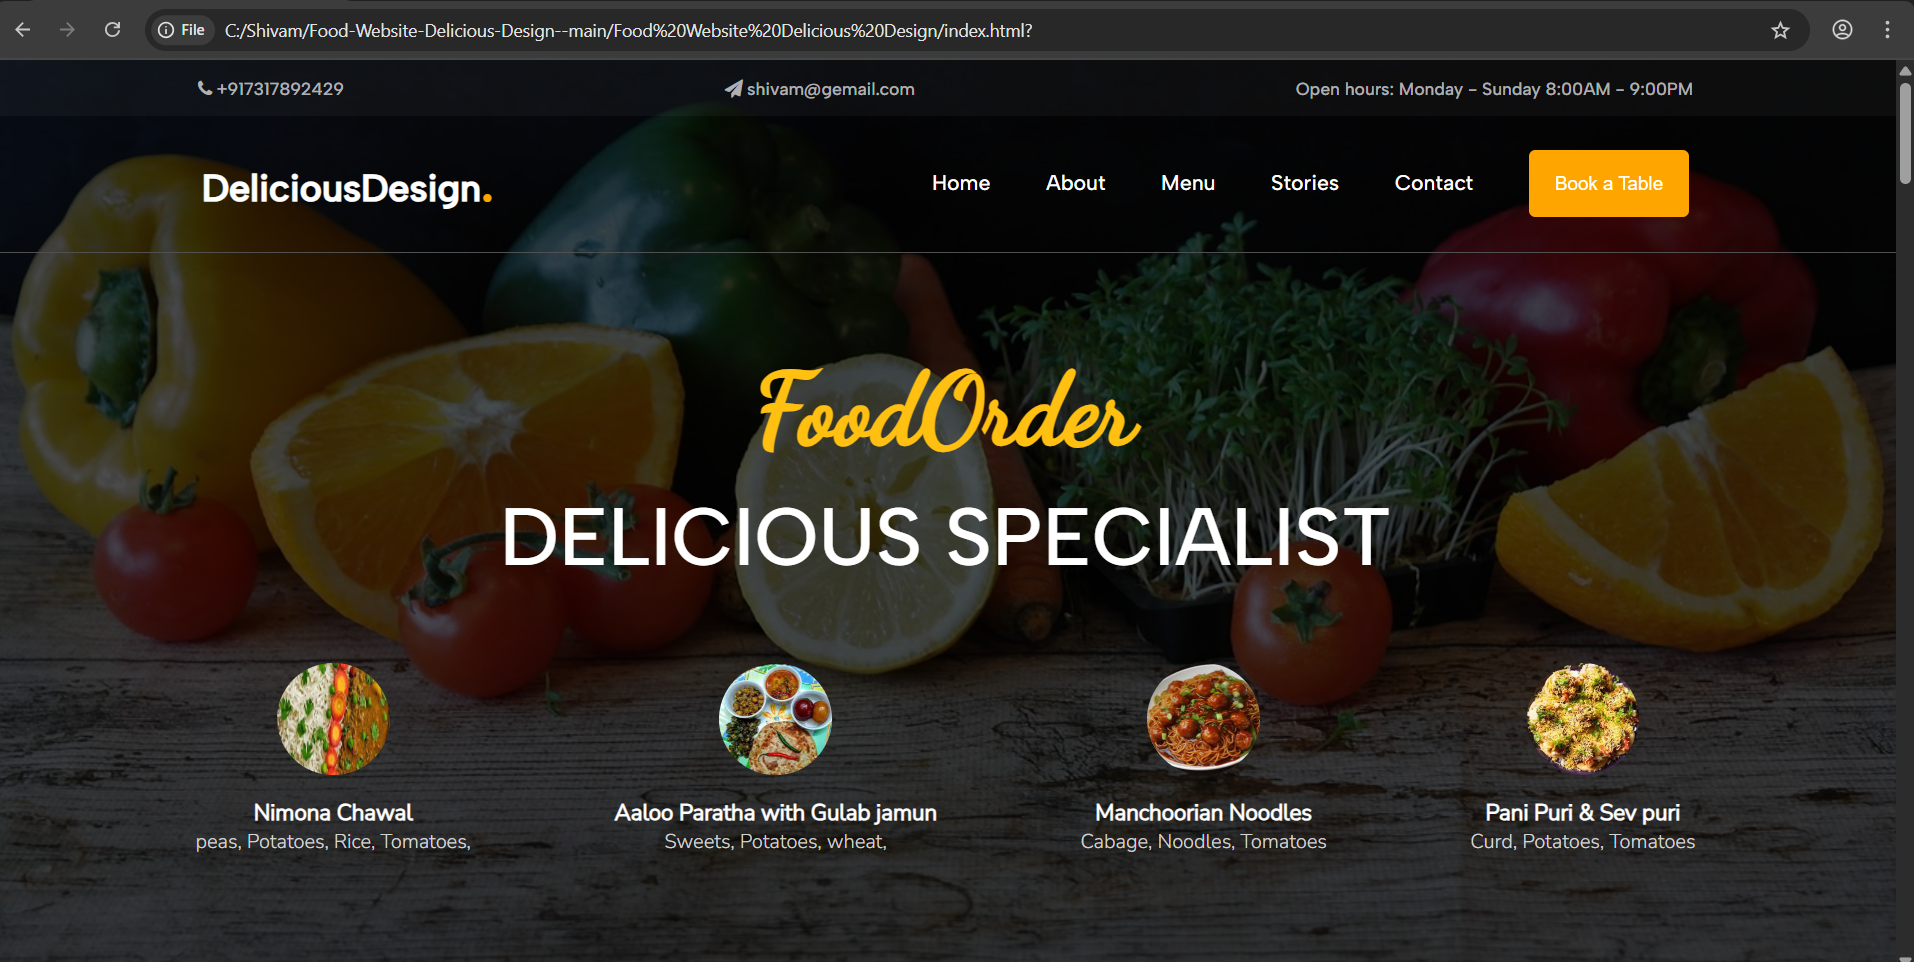 File C:/Shivam/Food-Website-Delicious-Design--main/Food%20Website%20Delicious%20Design/index.html?
+917317892429 shivam@gemail.com Open hours: Monday - Sunday 8:00AM - 9:00PM
DeliciousDesign. Home About Menu Stories Contact Book a Table
FoodOrder
DELICIOUS SPECIALIST
Nimona Chawal Aaloo Paratha with Gulab jamun Manchoorian Noodles Pani Puri & Sev puri
peas, Potatoes, Rice, Tomatoes, Sweets, Potatoes, wheat, Cabage, Noodles, Tomatoes Curd, Potatoes, Tomatoes